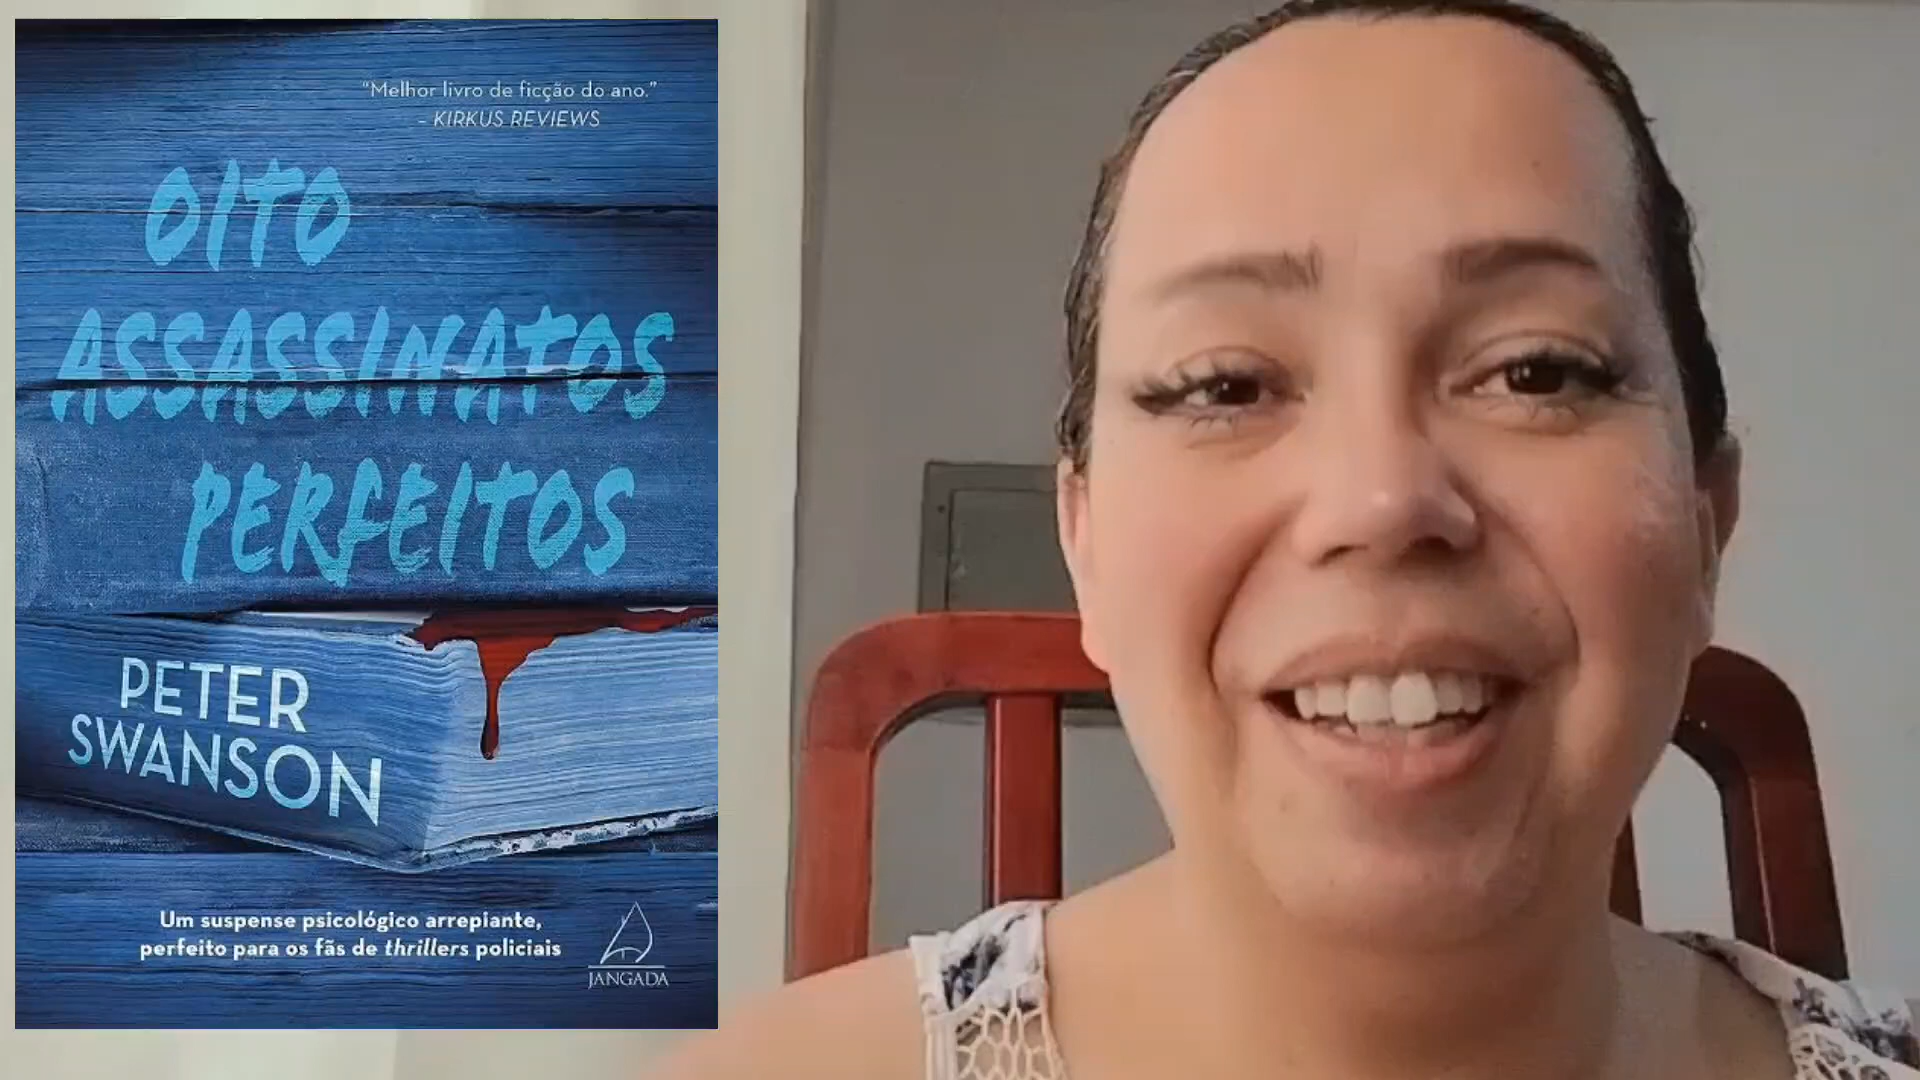 “Melhor livro de ficção do ano.”
– KIRKUS REVIEWS
OITO
ASSASSINATOS
PERFEITOS
PETER
SWANSON
Um suspense psicológico arrepiante,
perfeito para os fãs de thrillers policiais
JANGADA